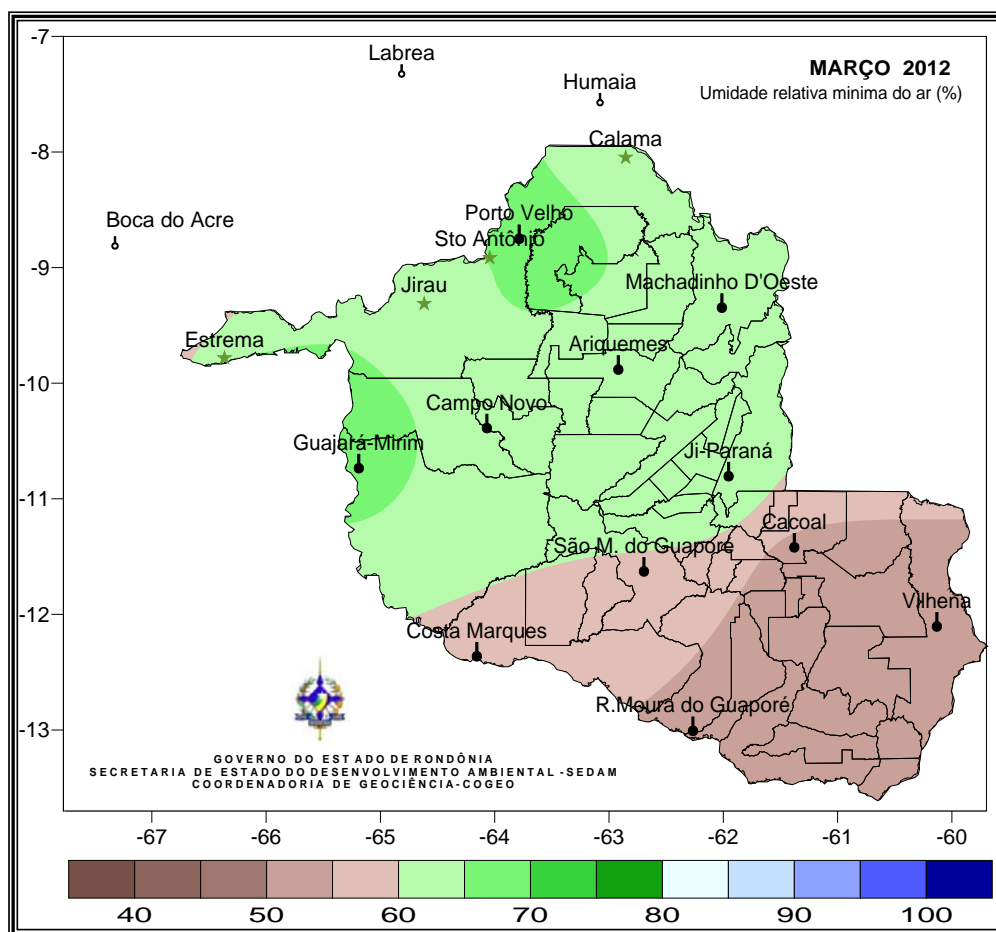 -7
Labrea
MARÇO 2012
Humaia
Umidade relativa minima do ar (%)
Calama
-8
Boca do Acre
Porto Velho
Sto Antônio
-9
Jirau
Machadinho D'Oeste
Estrema
Ariquemes
-10
Campo Novo
Guajará-Mirim
Ji-Paraná
-11
Cacoal
São M. do Guaporé
Vilhena
-12
Costa Marques
R.Moura do Guaporé
-13
GOVERNO DO ESTADO DE RONDÔNIA
SECRETARIA DE ESTADO DO DESENVOLVIMENTO AMBIENTAL -SEDAM
COORDENADORIA DE GEOCIÊNCIA-COGEO
-67 -66 -65 -64 -63 -62 -61 -60
40 50 60 70 80 90 100